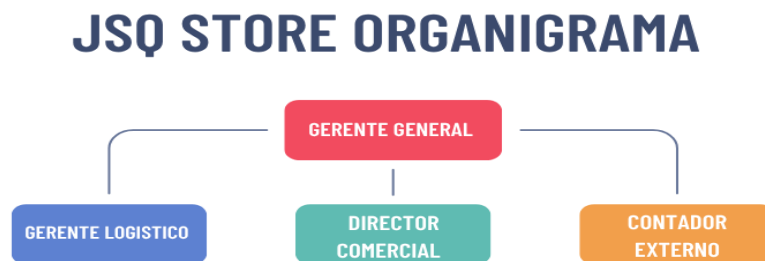 JSQ STORE ORGANIGRAMA
GERENTE GENERAL
GERENTE LOGISTICO
DIRECTOR
COMERCIAL
CONTADOR
EXTERNO